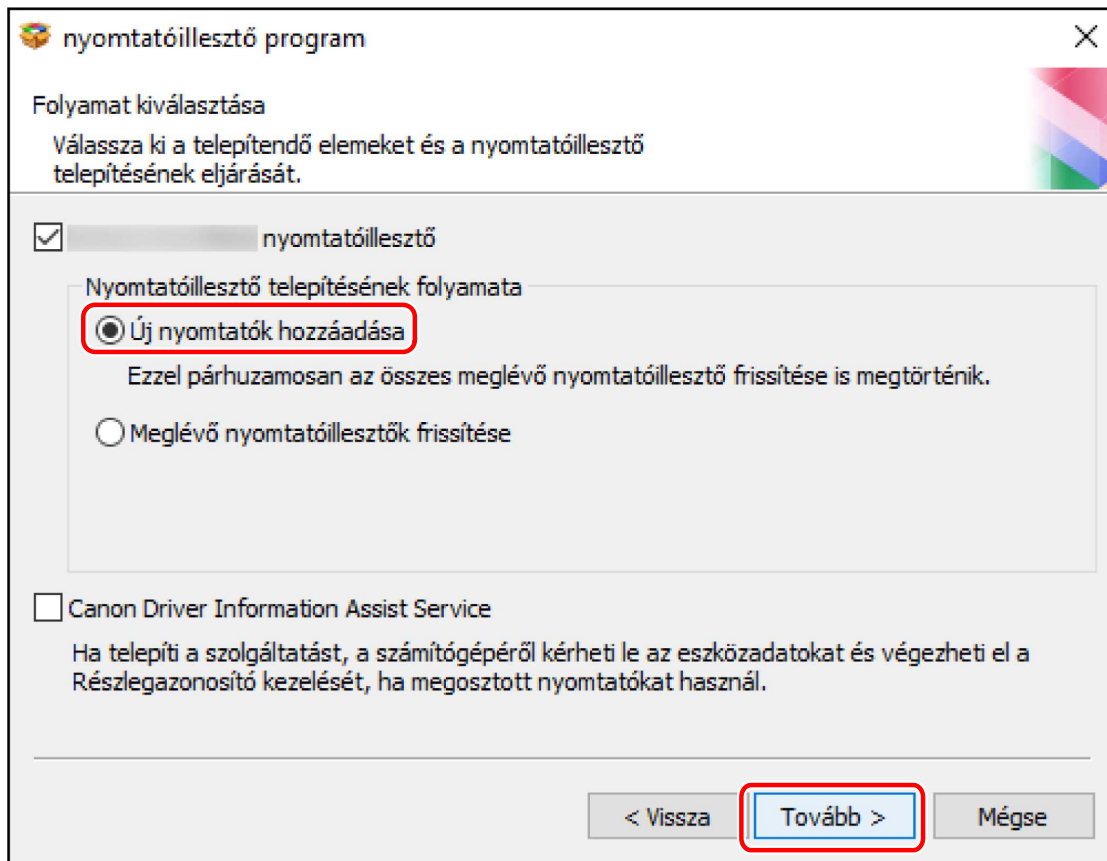 nyomtatóillesztő program
Folyamat kiválasztása
Válassza ki a telepítendő elemeket és a nyomtatóillesztő
telepítésének eljárását.
nyomtatóillesztő
Nyomtatóillesztő telepítésének folyamata
Új nyomtatók hozzáadása
Ezzel párhuzamosan az összes meglévő nyomtatóillesztő frissítése is megtörténik.
Meglévő nyomtatóillesztők frissítése
Canon Driver Information Assist Service
Ha telepíti a szolgáltatást, a számítógépéről kérheti le az eszközadatokat és végezheti el a
Részlegazonosító kezelését, ha megosztott nyomtatókat használ.
< Vissza Tovább > Mégse